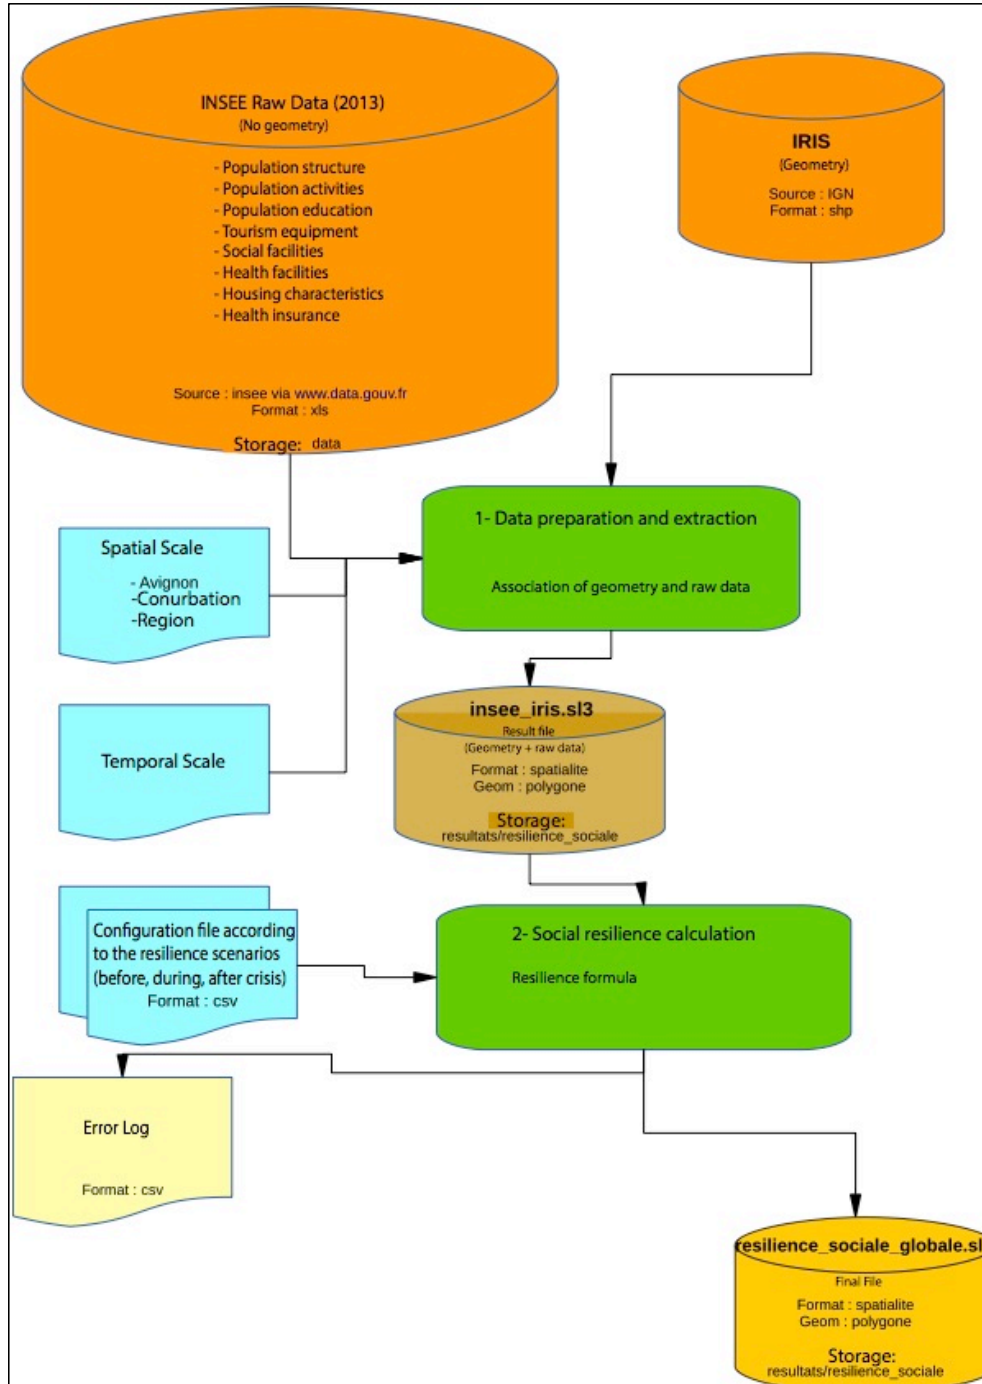 INSEE Raw Data (2013)
(No geometry)
- Population structure
- Population activities
- Population education
- Tourism equipment
- Social facilities
- Health facilities
- Housing characteristics
- Health insurance
Source : insee via www.data.gouv.fr
Format : xls
Storage: data
IRIS
(Geometry)
Source : IGN
Format : shp
1- Data preparation and extraction
Association of geometry and raw data
Spatial Scale
- Avignon
-Conurbation
-Region
Temporal Scale
insee_iris.sl3
Result file
(Geometry + raw data)
Format : spatialite
Geom : polygone
Storage:
resultats/resilience_sociale
Configuration file according
to the resilience scenarios
(before, during, after crisis)
Format : csv
2- Social resilience calculation
Resilience formula
Error Log
Format : csv
resilience_sociale_globale.sl
Final File
Format : spatialite
Geom : polygone
Storage:
resultats/resilience_sociale